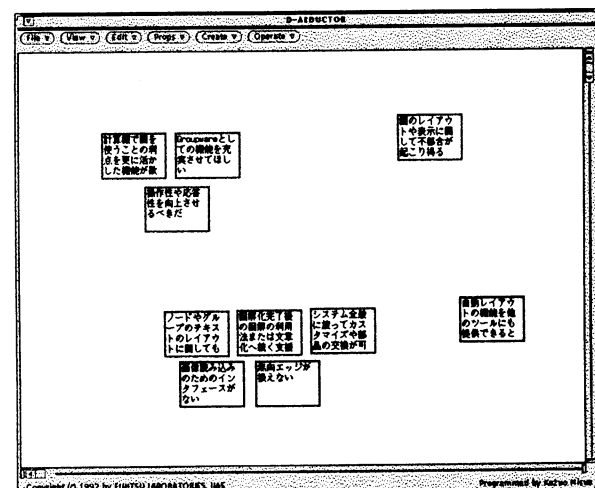 D-ABDUCTOR
File View Edit Props Create Operate
計算機で図を
使うことの利
点を更に活か
した機能が欲
Groupwareとし
ての機能を充
実させてほし
い
図のレイアウ
トや表示に関
して不都合が
起こり得る
操作性や応答
性を向上させ
るべきだ
ノードやグル
ープのテキス
トのレイアウ
トに関しても
図解化完了後
の図解の利用
法または文章
化へ続く支援
システム全般
に渡ってカス
タマイズや部
品の交換が可
自動レイアウ
トの機能を他
のツールにも
提供できると
画像読み込み
のためのイン
タフェースが
ない
無向エッジが
扱えない
Copyright (C) 1992 by FUJITSU LABORATORIES, IIAS
Programmed by Kazuo Misue